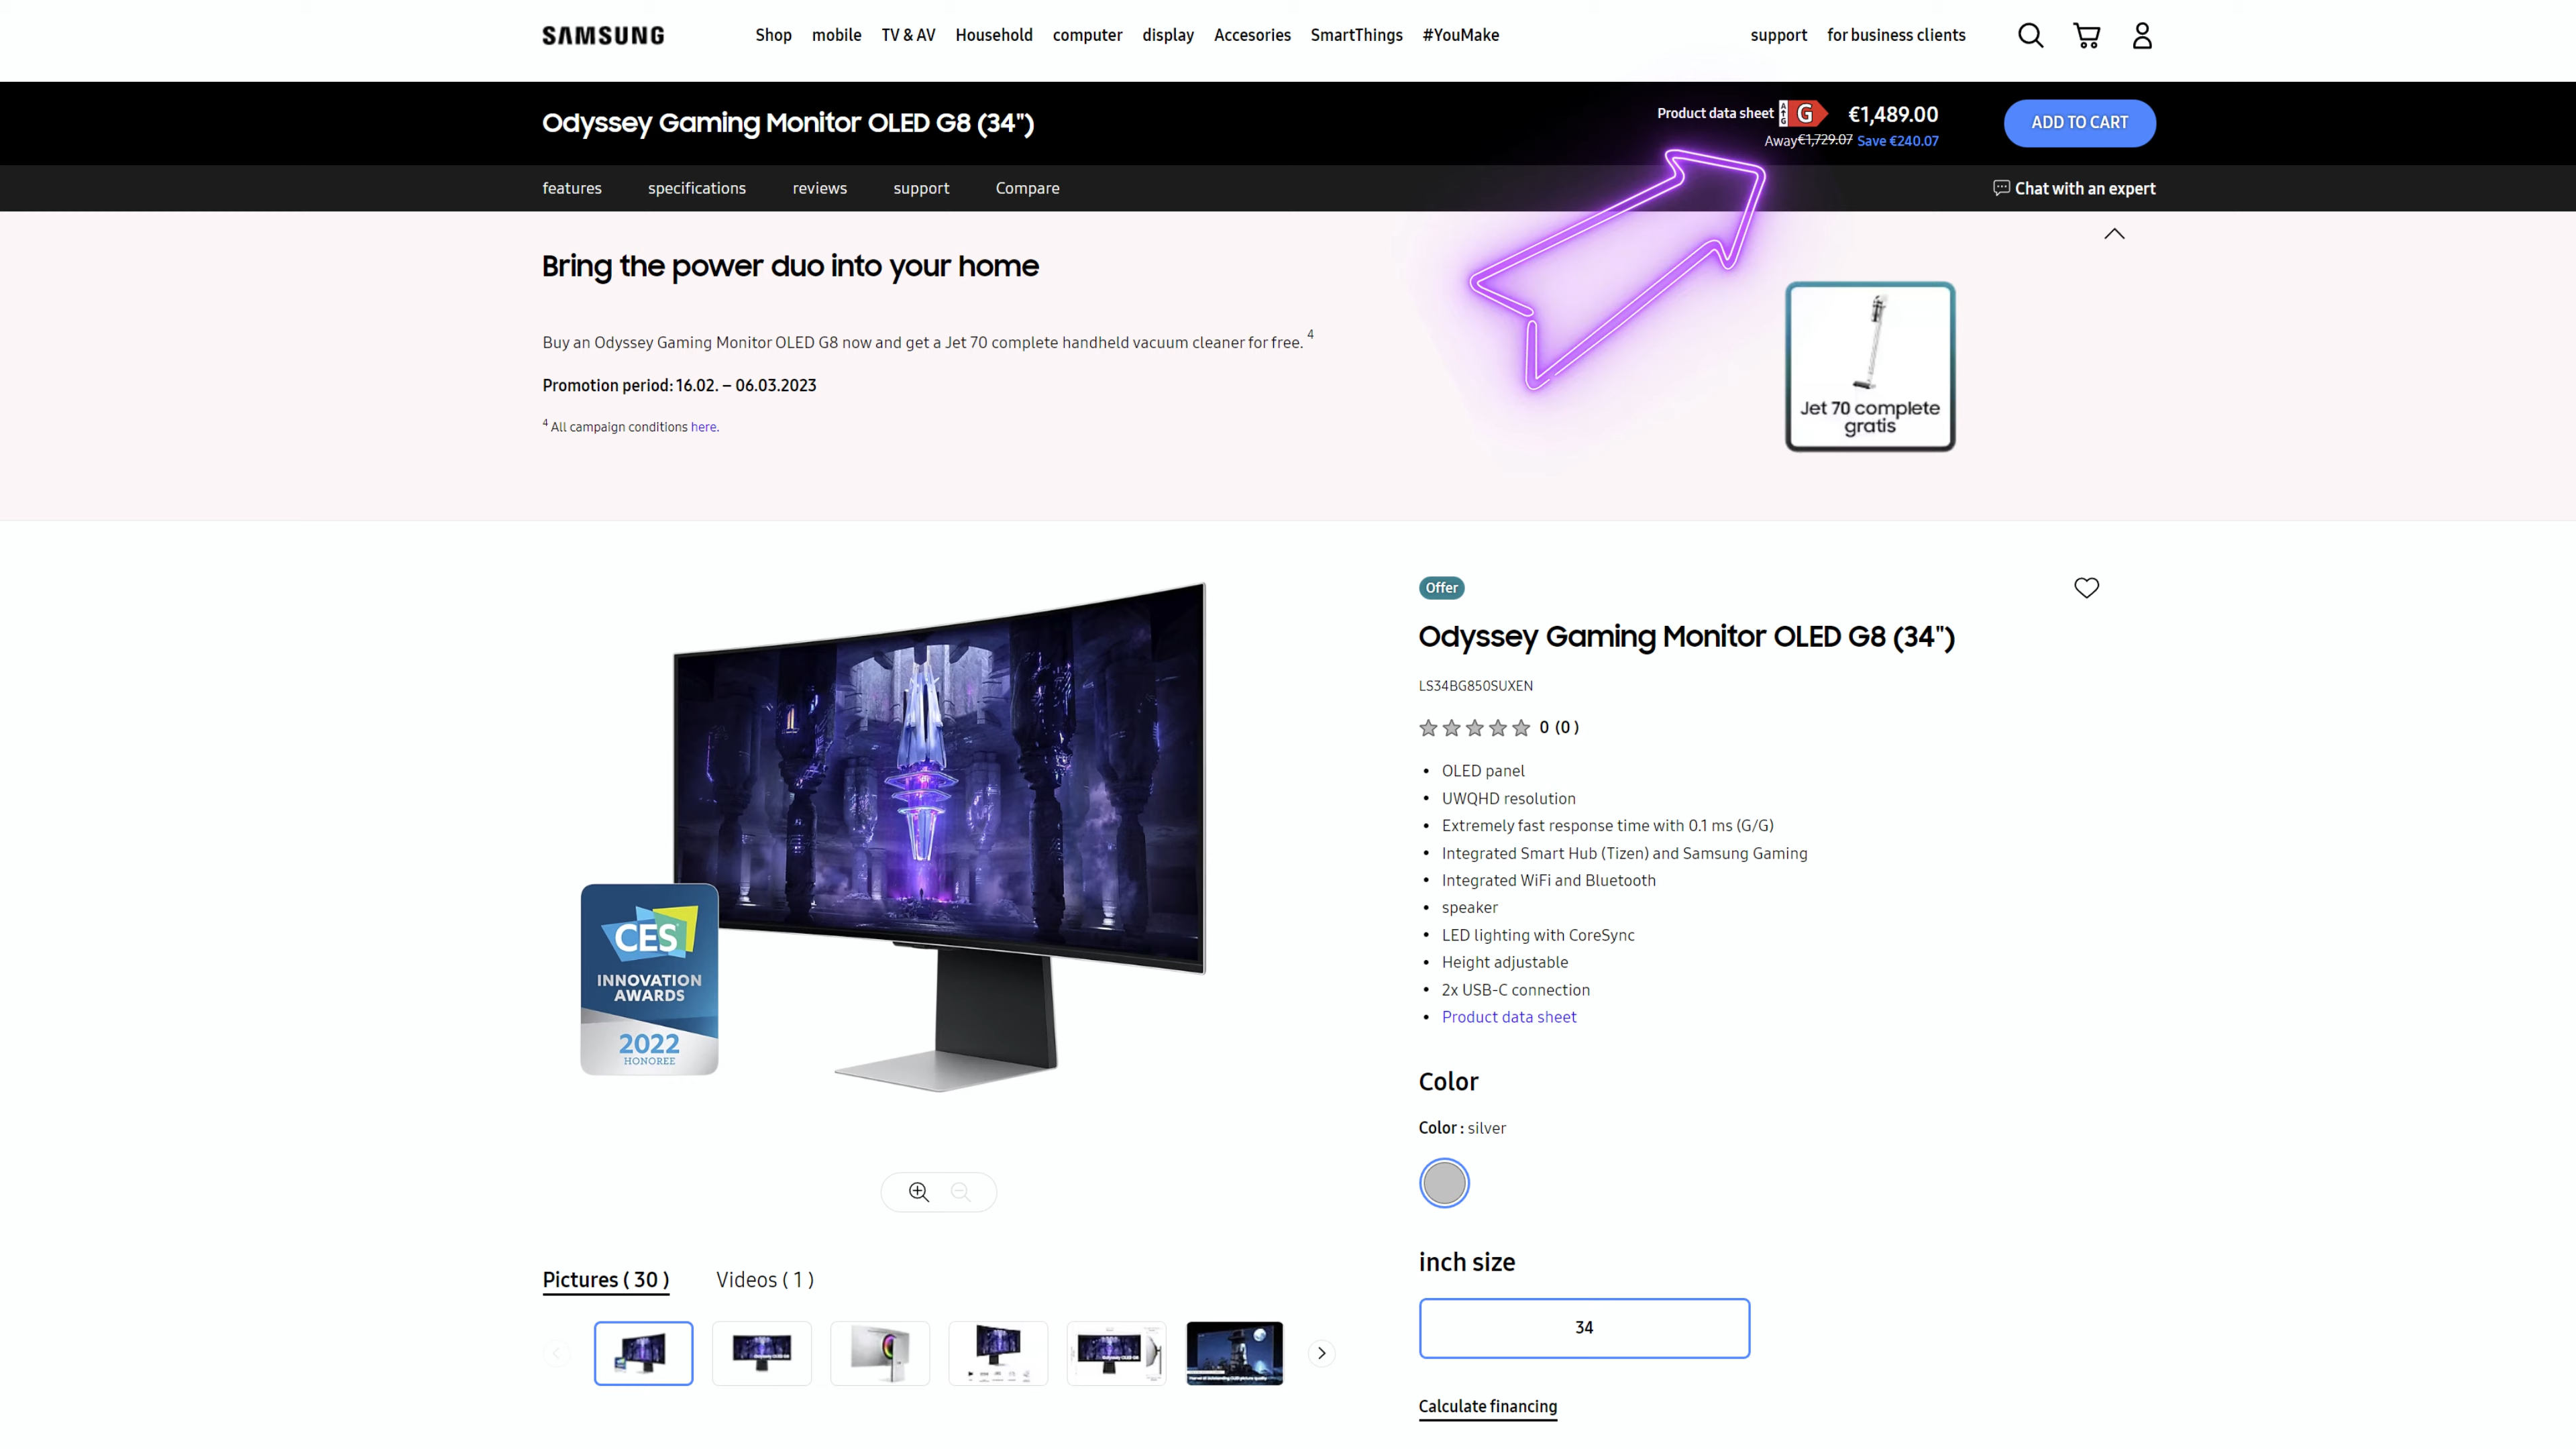 SAMSUNG
Shop mobile TV & AV Household computer display Accesories SmartThings #YouMake
support for business clients
Odyssey Gaming Monitor OLED G8 (34")
Product data sheet A G G €1,489.00
Away€1,729.07 Save €240.07
ADD TO CART
features specifications reviews support Compare
Chat with an expert
Bring the power duo into your home
Buy an Odyssey Gaming Monitor OLED G8 now and get a Jet 70 complete handheld vacuum cleaner for free. 4
Promotion period: 16.02. – 06.03.2023
4 All campaign conditions here.
Jet 70 complete
gratis
CES
INNOVATION
AWARDS
2022
HONOREE
Offer
Odyssey Gaming Monitor OLED G8 (34")
LS34BG850SUXEN
0 (0)
• OLED panel
• UWQHD resolution
• Extremely fast response time with 0.1 ms (G/G)
• Integrated Smart Hub (Tizen) and Samsung Gaming
• Integrated WiFi and Bluetooth
• speaker
• LED lighting with CoreSync
• Height adjustable
• 2x USB-C connection
• Product data sheet
Color
Color : silver
inch size
34
Calculate financing
Pictures ( 30 ) Videos ( 1 )